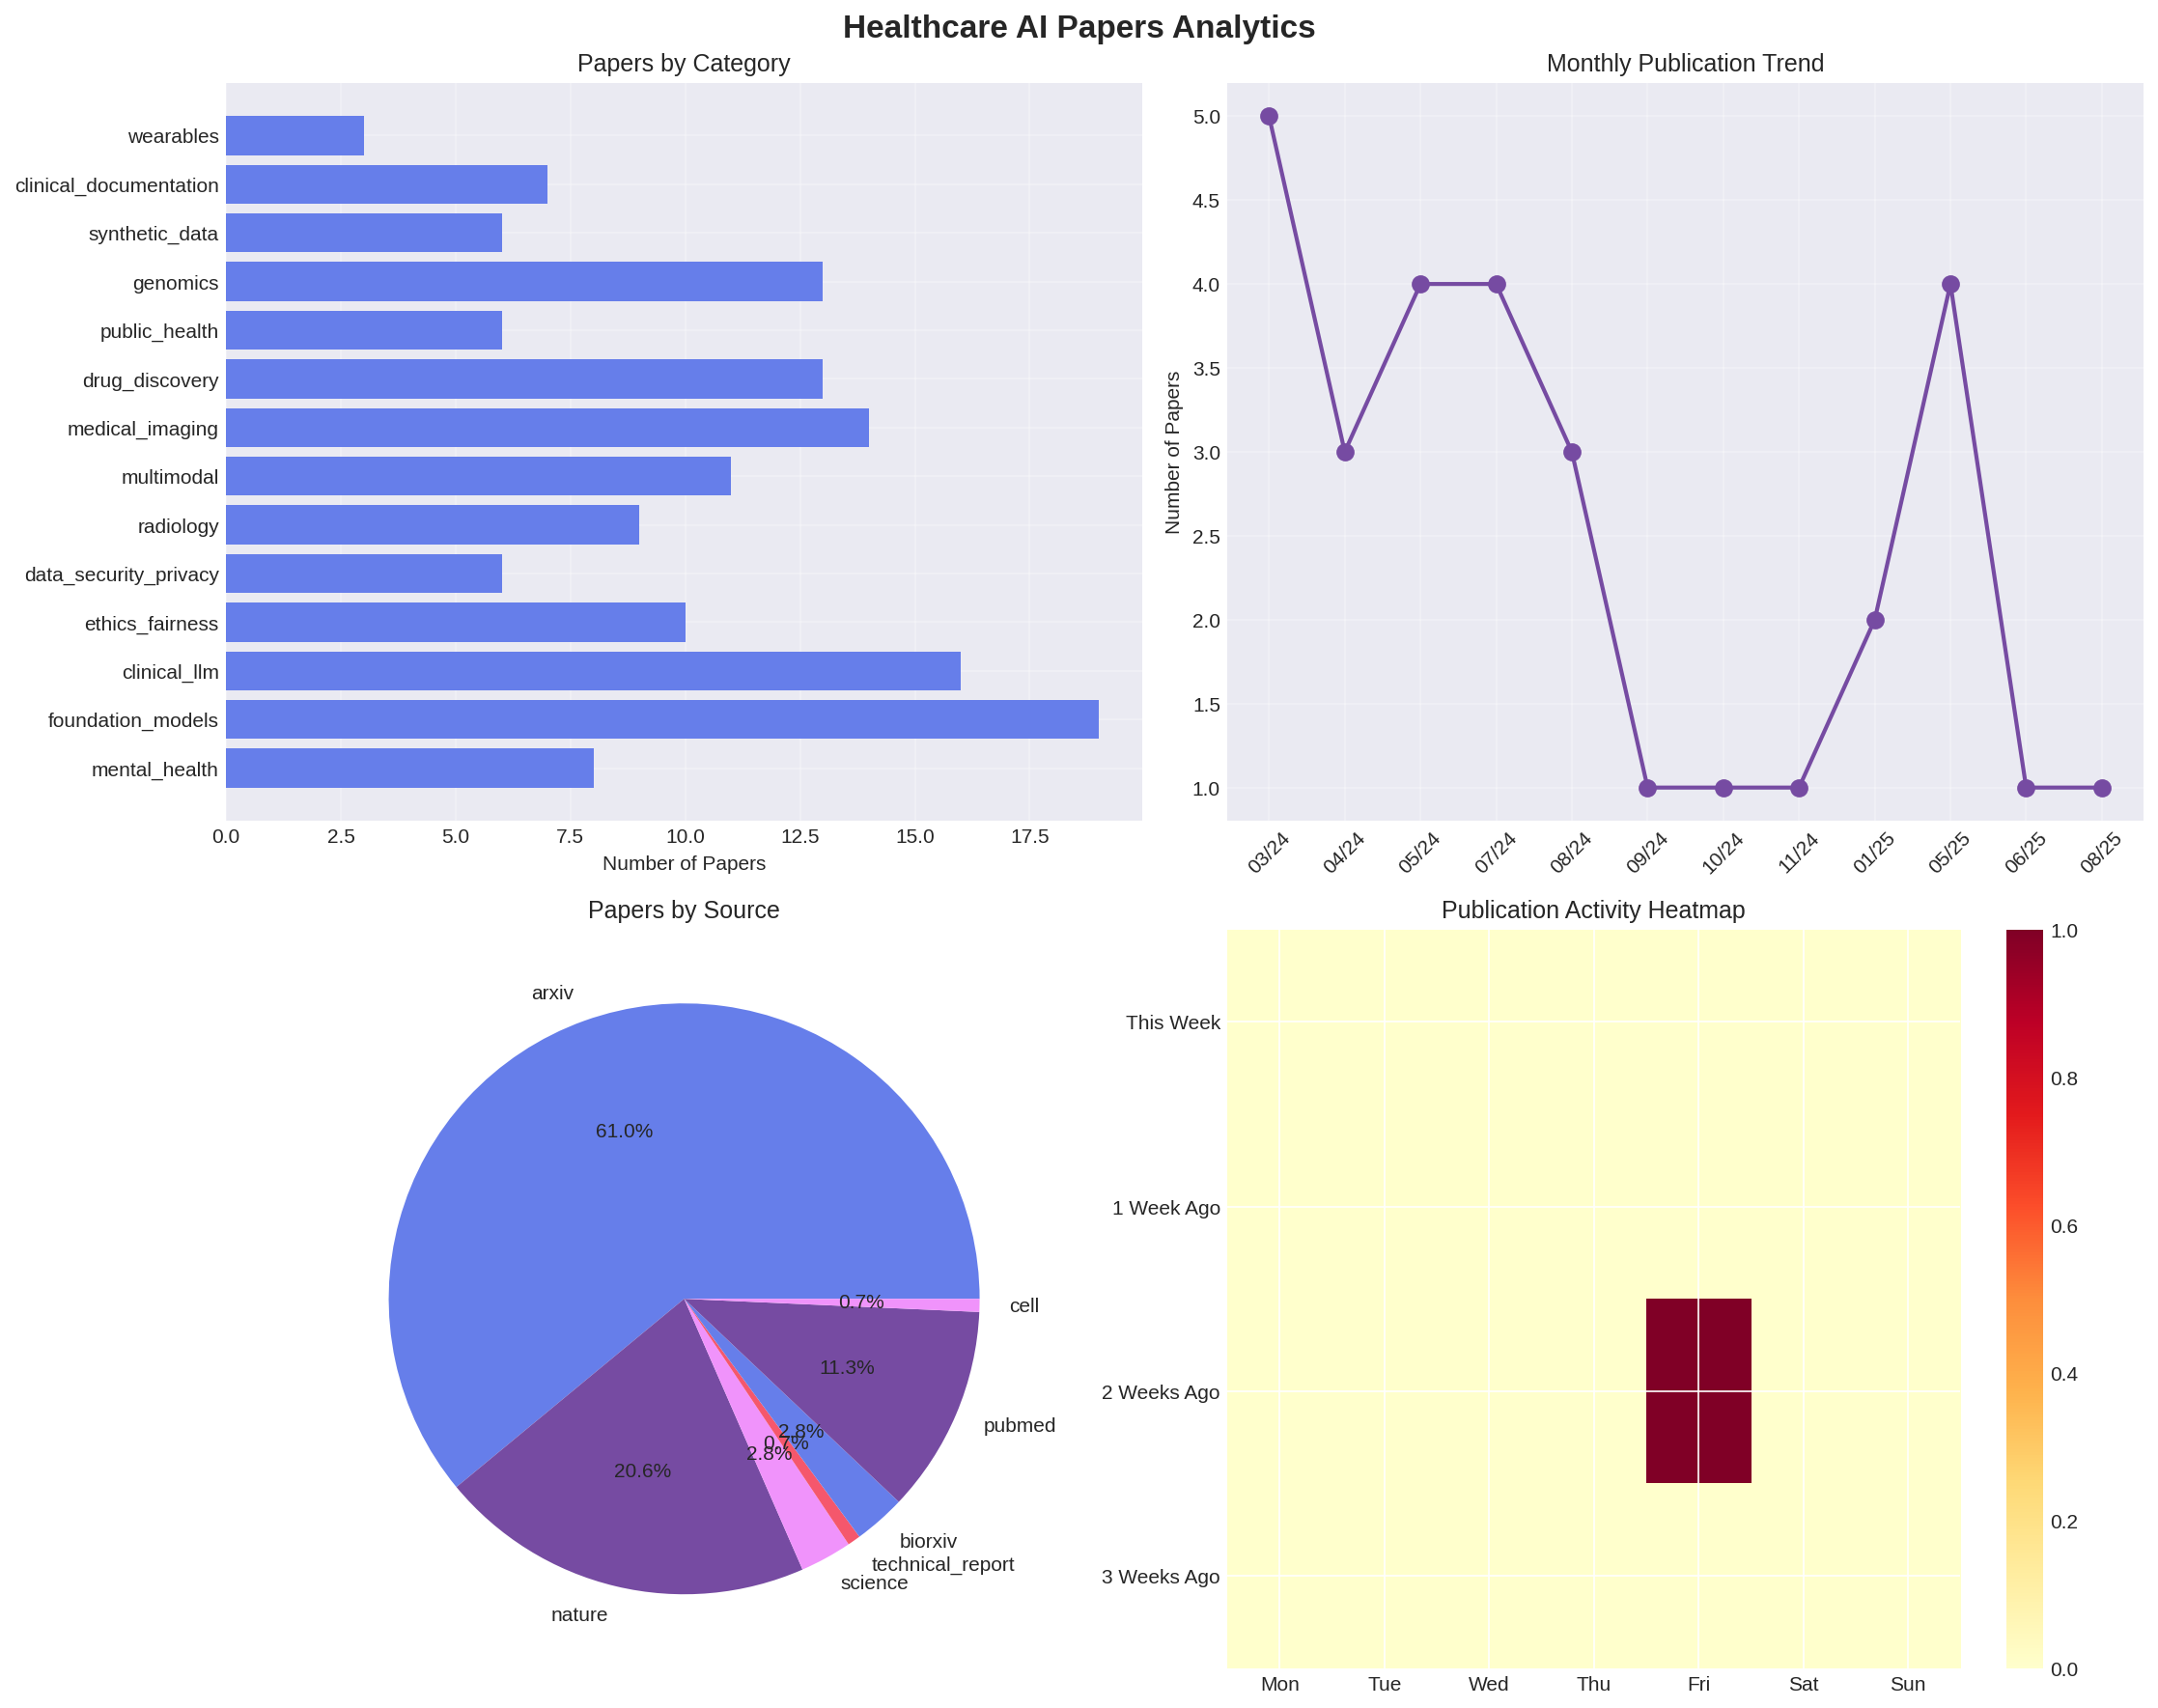 Healthcare AI Papers Analytics
Papers by Category
wearables
clinical_documentation
synthetic_data
genomics
public_health
drug_discovery
medical_imaging
multimodal
radiology
data_security_privacy
ethics_fairness
clinical_llm
foundation_models
mental_health
0.0 2.5 5.0 7.5 10.0 12.5 15.0 17.5
Number of Papers
Monthly Publication Trend
Number of Papers
5.0
4.5
4.0
3.5
3.0
2.5
2.0
1.5
1.0
03/24 04/24 05/24 07/24 08/24 09/24 10/24 11/24 01/25 05/25 06/25 08/25
Papers by Source
arxiv
61.0%
cell
0.7%
11.3%
pubmed
2.8%
0.7%
2.8%
20.6%
biorxiv
technical_report
science
nature
Publication Activity Heatmap
This Week
1 Week Ago
2 Weeks Ago
3 Weeks Ago
Mon Tue Wed Thu Fri Sat Sun
1.0
0.8
0.6
0.4
0.2
0.0